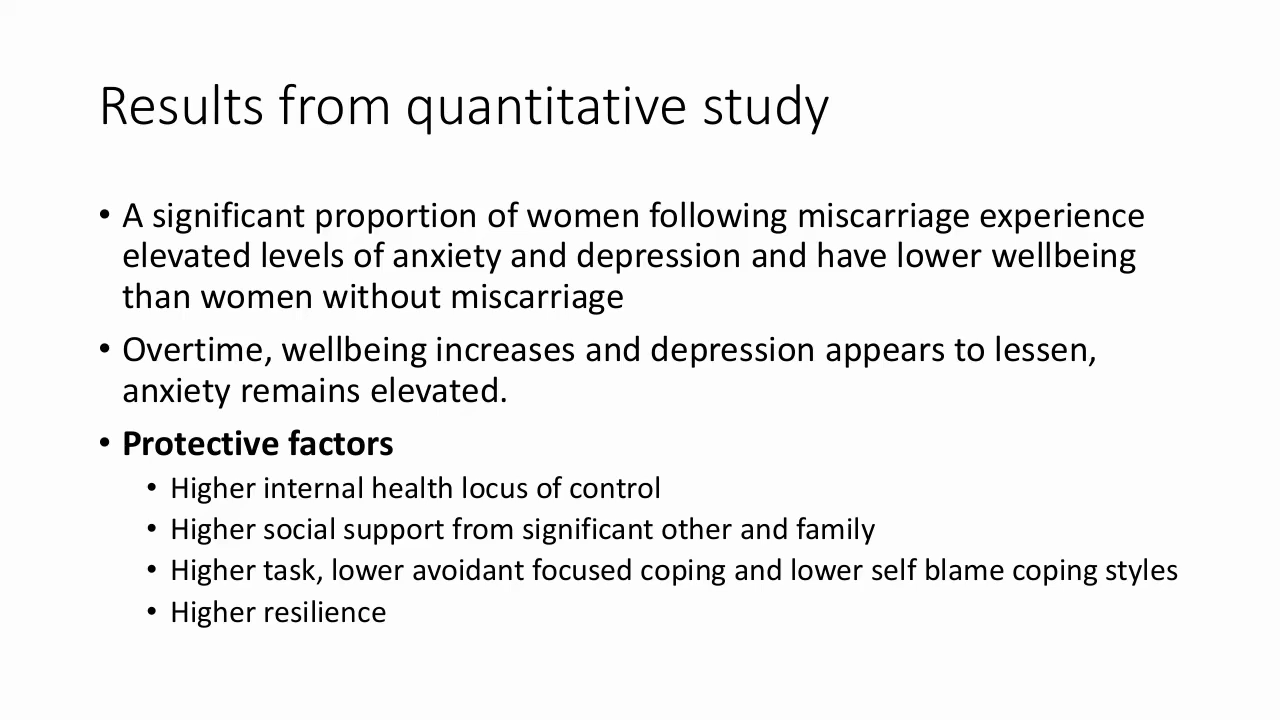 Results from quantitative study
• A significant proportion of women following miscarriage experience
elevated levels of anxiety and depression and have lower wellbeing
than women without miscarriage
• Overtime, wellbeing increases and depression appears to lessen,
anxiety remains elevated.
• Protective factors
• Higher internal health locus of control
• Higher social support from significant other and family
• Higher task, lower avoidant focused coping and lower self blame coping styles
• Higher resilience